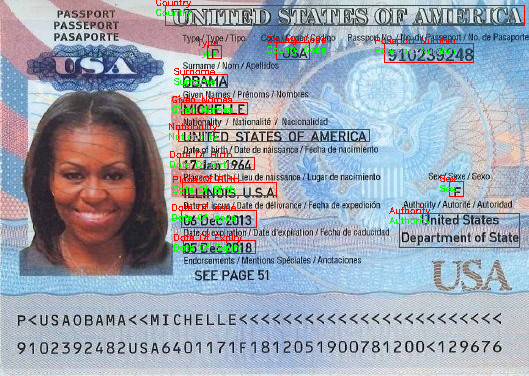 PASSPORT
PASSEPORT
PASAPORTE
USA
Country
UNITED STATES OF AMERICA
Type / Type / Tipo
Passport No. / No. de Passeport / No. de Pasaporte
Type
USA
910239248
Surname / Nom / Apellidos
Surname
OBAMA
Given Names / Prénoms / Nombres
Given Names
MICHELLE
Nationality / Nationalité / Nacionalidad
Nationality
UNITED STATES OF AMERICA
Date of birth / Date de naissance / Fecha de nacimiento
Date Of Birth
17 Jan 1964
Place of birth / Lieu de naissance / Lugar de nacimiento
Sex / Sexe / Sexo
Place Of Birth
Sex
ILLINOIS, U.S.A.
F
Date of issue / Date de délivrance / Fecha de expedición
Authority / Autorité / Autoridad
Date Of Issue
Authority
06 Dec 2013
United States
Department of State
Date of expiration / Date d'expiration / Fecha de caducidad
Date Of Expiry
05 Dec 2018
Endorsements / Mentions Spéciales / Anotaciones
SEE PAGE 51
USA
P<USAOBAMA<<MICHELLE<<<<<<<<<<<<<<<<<<<<<<<<
9102392482USA6401171F1812051900781200<129676